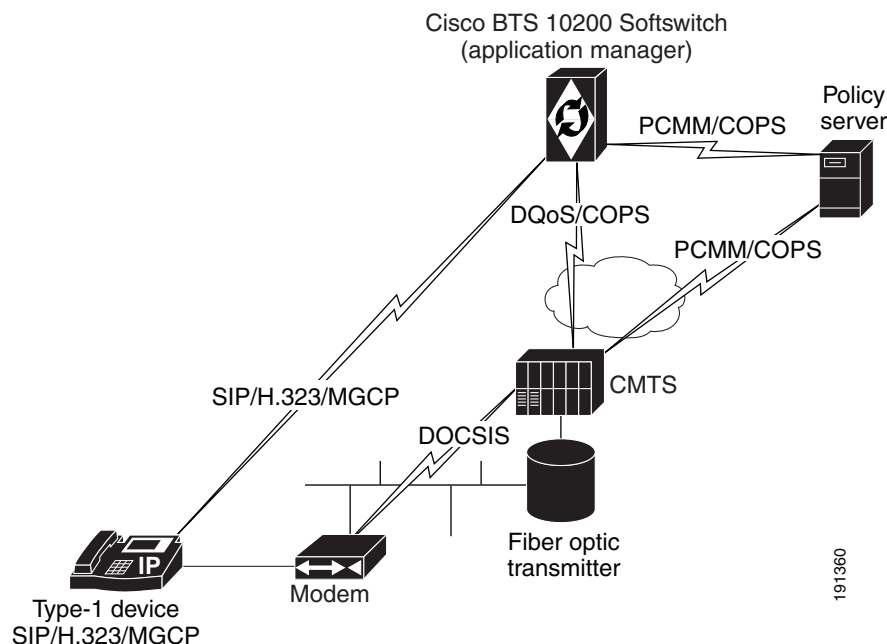 Cisco BTS 10200 Softswitch
(application manager)
Policy
server
PCMM/COPS
DQoS/COPS
PCMM/COPS
SIP/H.323/MGCP
CMTS
DOCSIS
IP
Modem
Fiber optic
transmitter
Type-1 device
SIP/H.323/MGCP
191360